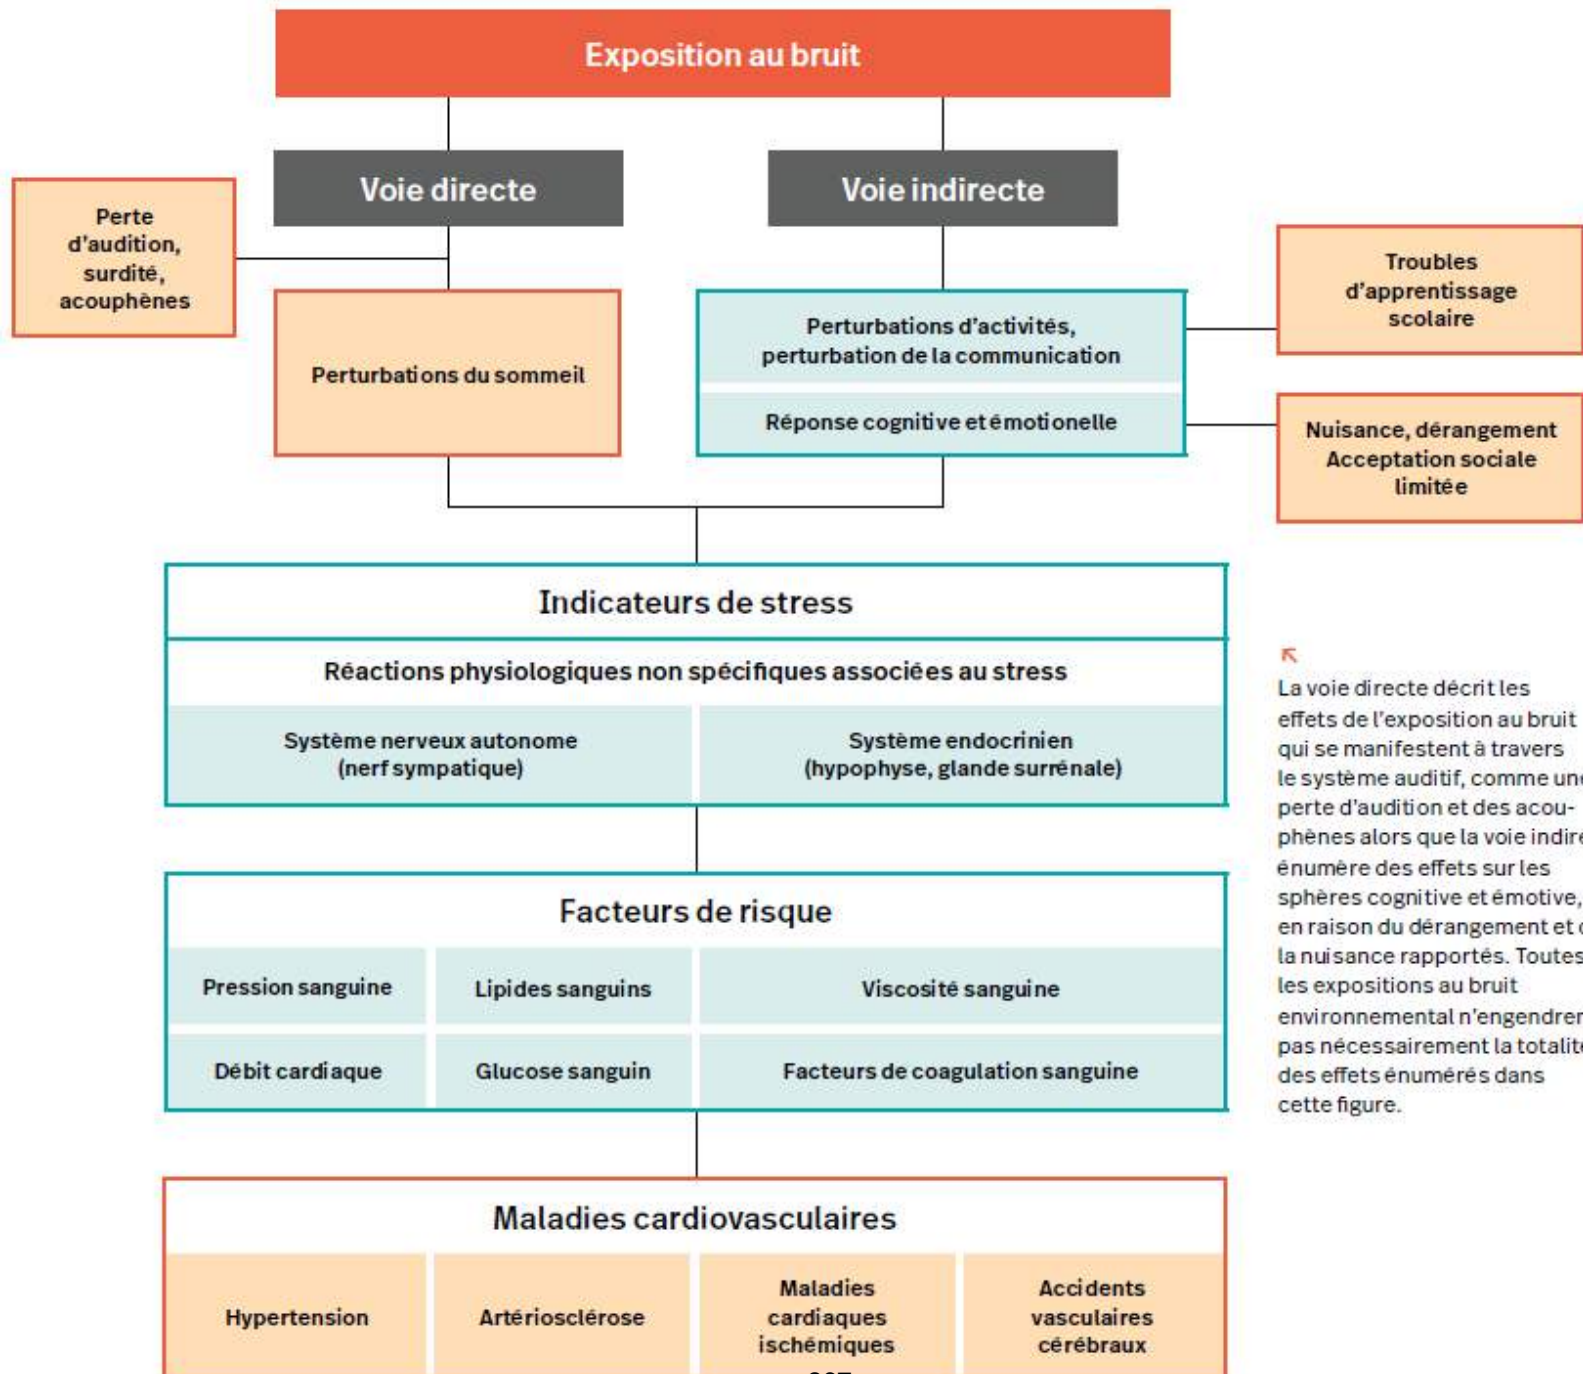 Exposition au bruit
Voie directe
Voie indirecte
Perte
d'audition,
surdité,
acouphènes
Perturbations du sommeil
Perturbations d'activités,
perturbation de la communication
Réponse cognitive et émotionelle
Troubles
d'apprentissage
scolaire
Nuisance, dérangement
Acceptation sociale
limitée
Indicateurs de stress
Réactions physiologiques non spécifiques associées au stress
Système nerveux autonome
(nerf sympatique)
Système endocrinien
(hypophyse, glande surrénale)
Facteurs de risque
Pression sanguine
Lipides sanguins
Viscosité sanguine
Débit cardiaque
Glucose sanguin
Facteurs de coagulation sanguine
Maladies cardiovasculaires
Hypertension
Artériosclérose
Maladies
cardiaques
ischémiques
Accidents
vasculaires
cérébraux
La voie directe décrit les
effets de l'exposition au bruit
qui se manifestent à travers
le système auditif, comme une
perte d'audition et des acou-
phènes alors que la voie
énumère des effets sur les
sphères cognitive et émotive,
en raison du dérangement et
la nuisance rapportés. Toutes
les expositions au bruit
environnemental
pas nécessairement la totalité
des effets énumérés dans
cette figure.